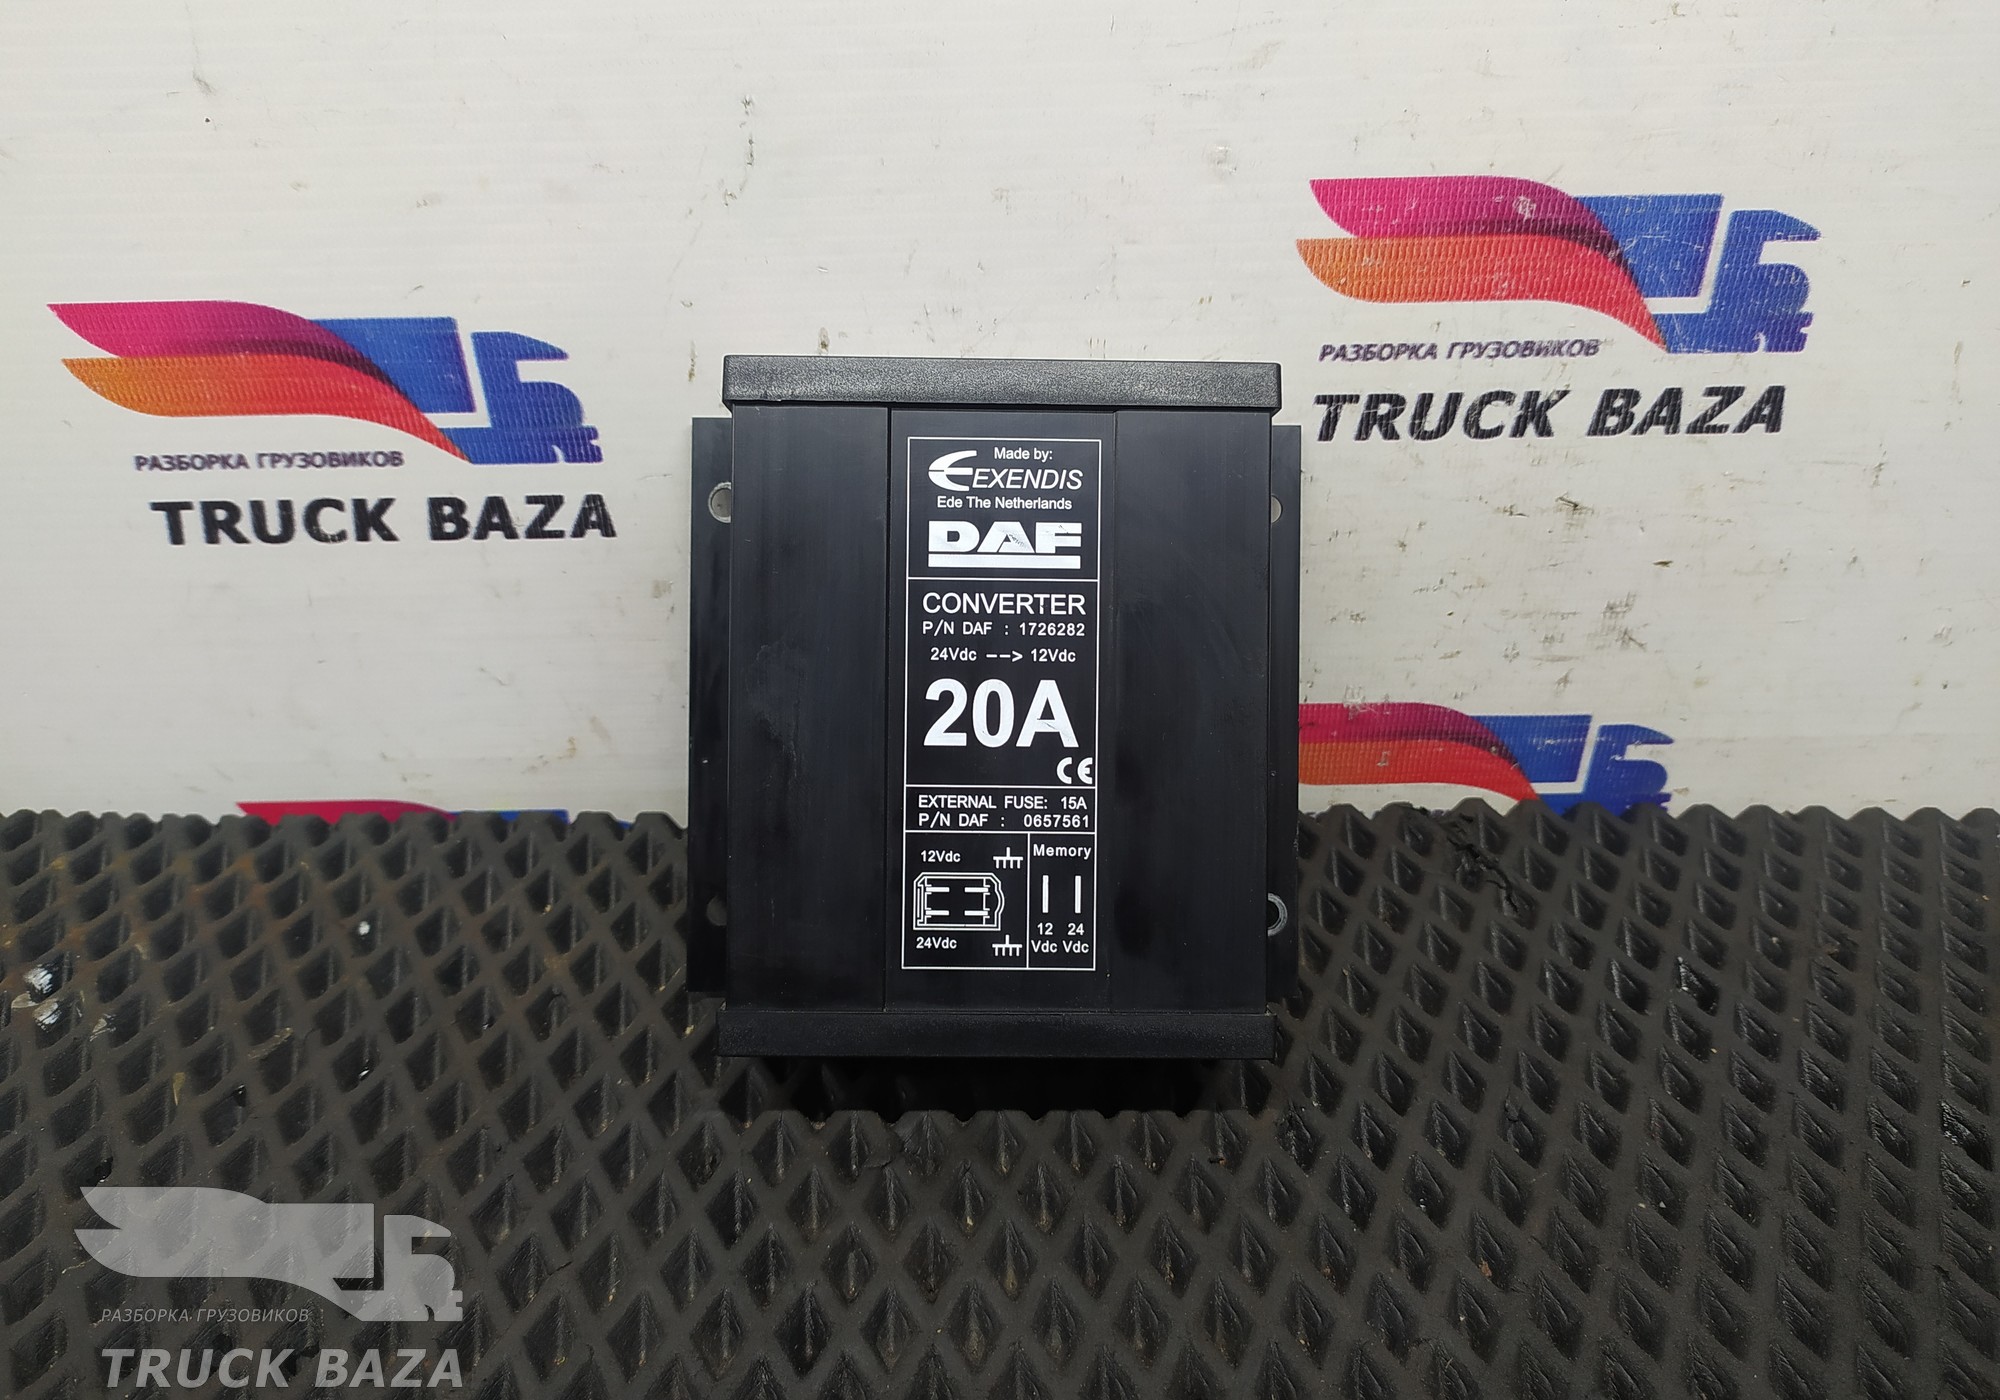 РАЗБОРКА ГРУЗОВИКОВ
TRUCK BAZA
РАЗБОРКА ГРУЗОВИКОВ
TRUCK BAZA
Made by:
EXENDIS
Ede The Netherlands
DAF
CONVERTER
P/N DAF : 1726282
24Vdc --> 12Vdc
20A
CE
EXTERNAL FUSE: 15A
P/N DAF : 0657561
12Vdc
24Vdc
Memory
12 24
Vdc Vdc
РАЗБОРКА ГРУЗОВИКОВ
TRUCK BAZA